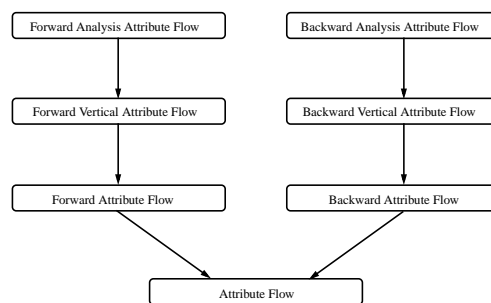 Forward Analysis Attribute Flow
Backward Analysis Attribute Flow
Forward Vertical Attribute Flow
Backward Vertical Attribute Flow
Forward Attribute Flow
Backward Attribute Flow
Attribute Flow